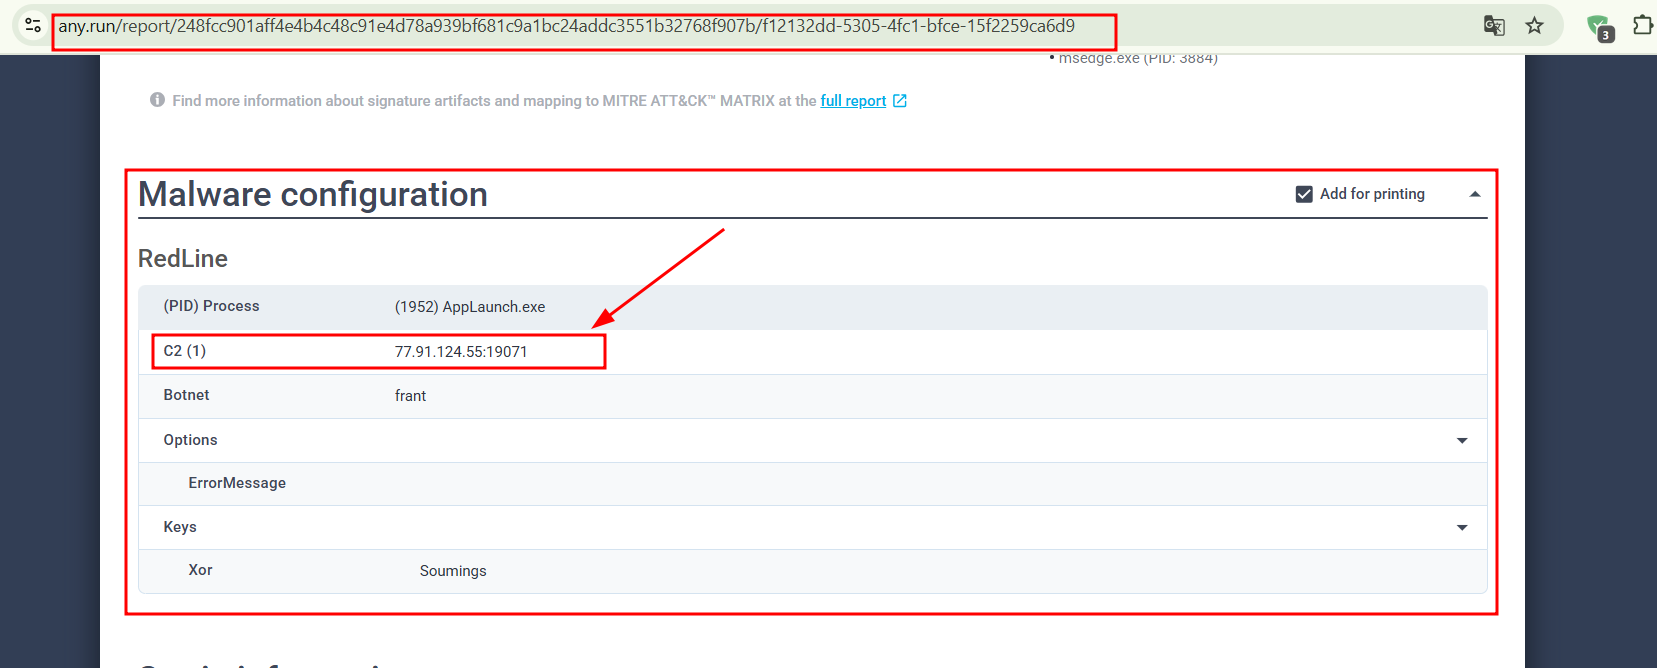 any.run/report/248fcc901aff4e4b4c48c91e4d78a939bf681c9a1bc24addc3551b32768f907b/f12132dd-5305-4fc1-bfce-15f2259ca6d9
3
• msedge.exe (PID: 3884)
Find more information about signature artifacts and mapping to MITRE ATT&CK™ MATRIX at the full report
Malware configuration
Add for printing
RedLine
(PID) Process (1952) AppLaunch.exe
C2 (1) 77.91.124.55:19071
Botnet frant
Options
ErrorMessage
Keys
Xor Soumings